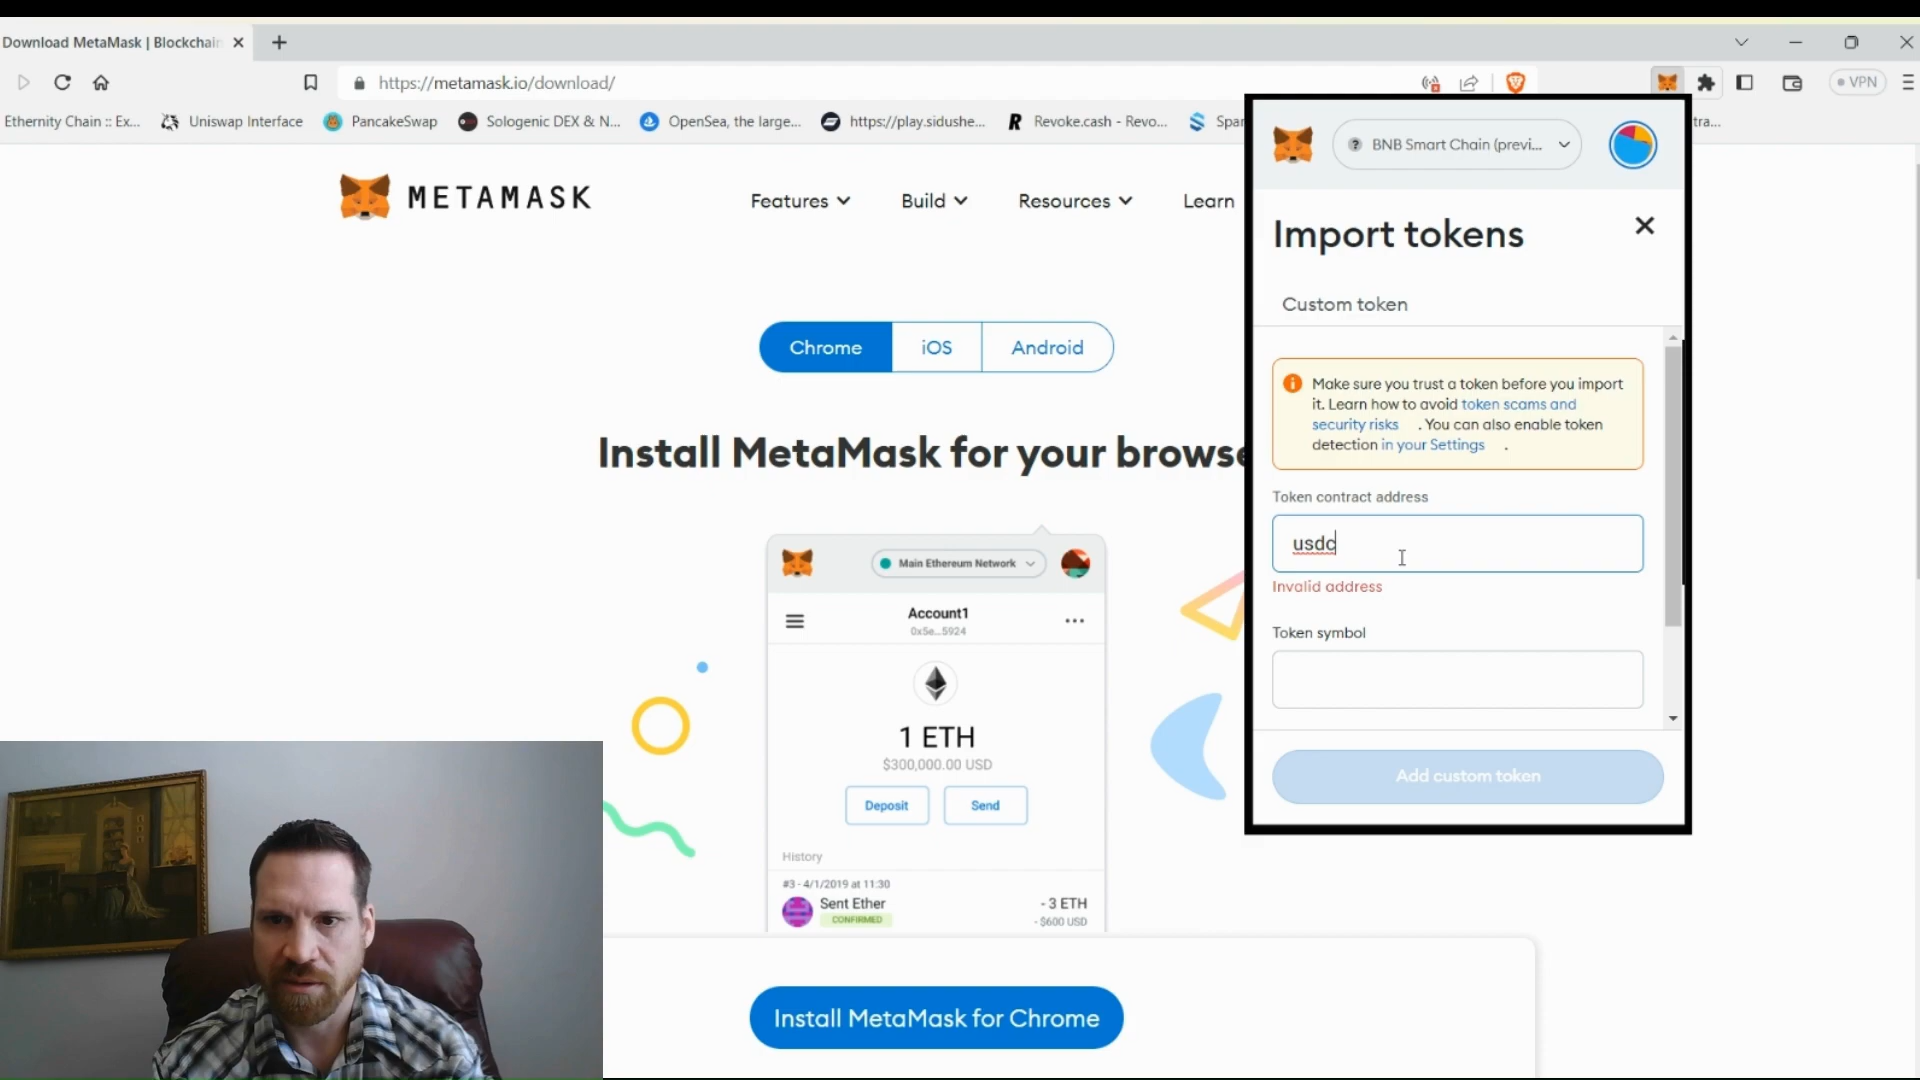 Download MetaMask | Blockchain
https://metamask.io/download/
VPN
Ethernity Chain :: Ex...
Uniswap Interface
PancakeSwap
Sologenic DEX & N...
OpenSea, the large...
https://play.sidushe...
Revoke.cash - Revo...
Spar
tra...
METAMASK
Features
Build
Resources
Learn
Chrome
iOS
Android
Install MetaMask for your browse
Main Ethereum Network
Account1
0x5e...5924
1 ETH
$300,000.00 USD
Deposit
Send
History
#3 - 4/1/2019 at 11:30
Sent Ether
- 3 ETH
CONFIRMED
- $600 USD
Install MetaMask for Chrome
BNB Smart Chain (previ...
Import tokens
Custom token
Make sure you trust a token before you import
it. Learn how to avoid token scams and
security risks . You can also enable token
detection in your Settings .
Token contract address
usdc
Invalid address
Token symbol
Add custom token